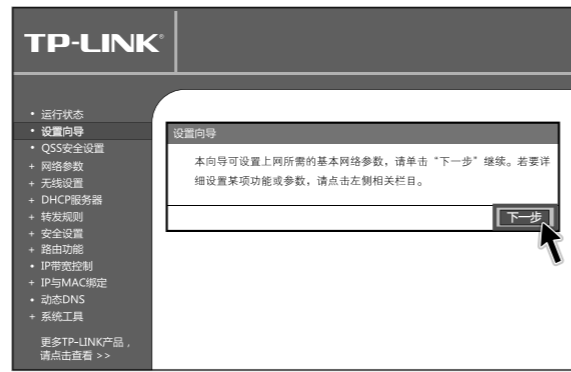 TP-LINK®
• 运行状态
• 设置向导
• QSS安全设置
+ 网络参数
+ 无线设置
+ DHCP服务器
+ 转发规则
+ 安全设置
+ 路由功能
• IP带宽控制
+ IP与MAC绑定
• 动态DNS
+ 系统工具
更多TP-LINK产品，
请点击查看 >>
设置向导
本向导可设置上网所需的基本网络参数，请单击“下一步”继续。若要详
细设置某项功能或参数，请点击左侧相关栏目。
下一步